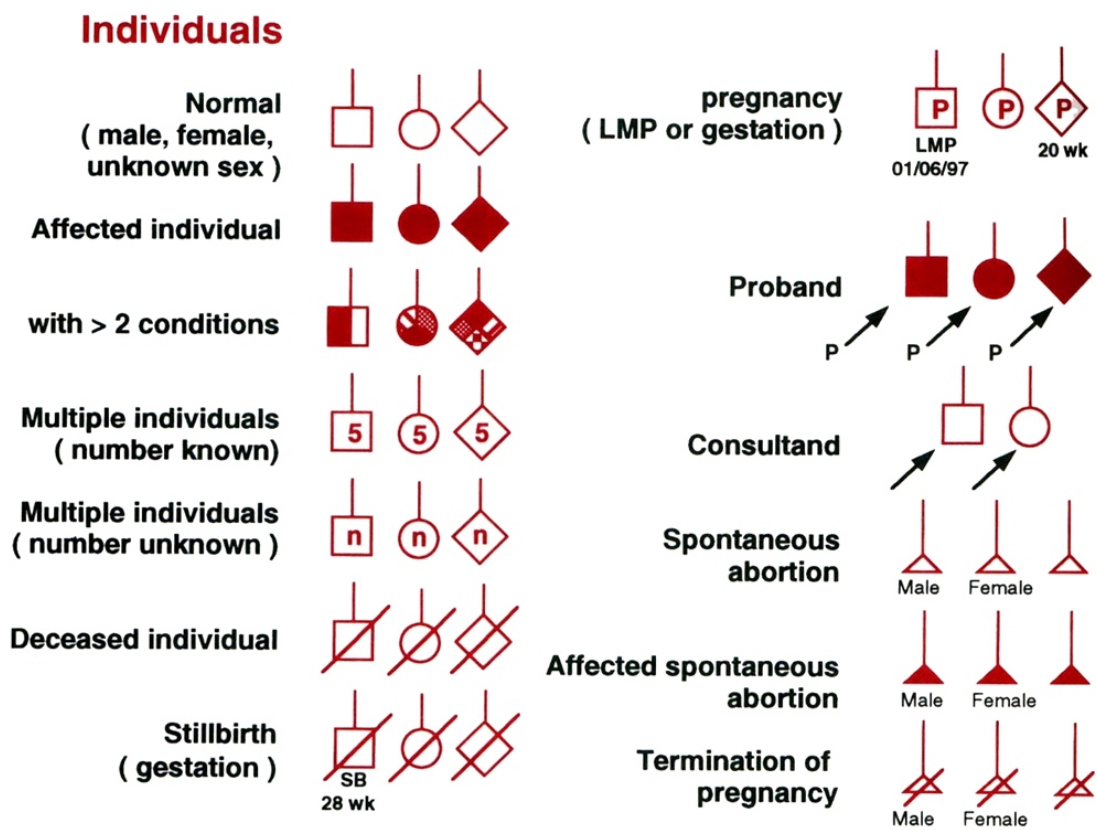 Individuals
Normal
( male, female,
unknown sex )
Affected individual
with > 2 conditions
Multiple individuals
( number known)
5 5 5
Multiple individuals
( number unknown )
n n n
Deceased individual
Stillbirth
( gestation )
SB
28 wk
pregnancy
( LMP or gestation )
P P P
LMP
01/06/97
20 wk
Proband
P P P
Consultand
Spontaneous
abortion
Male Female
Affected spontaneous
abortion
Male Female
Termination of
pregnancy
Male Female